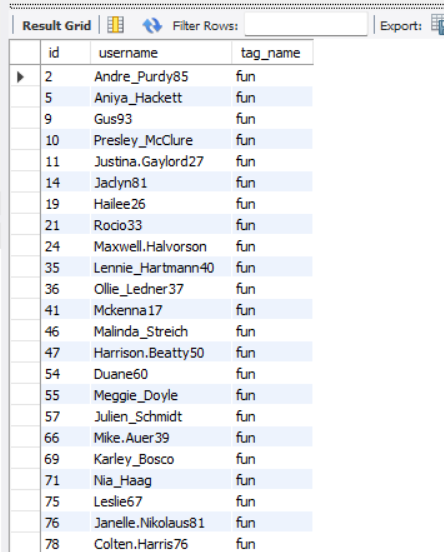 Result Grid Filter Rows: Export:
id username tag_name
2 Andre_Purdy85 fun
5 Aniya_Hackett fun
9 Gus93 fun
10 Presley_McClure fun
11 Justina.Gaylord27 fun
14 Jaclyn81 fun
19 Hailee26 fun
21 Rocio33 fun
24 Maxwell.Halvorson fun
35 Lennie_Hartmann40 fun
36 Ollie_Ledner37 fun
41 Mckenna17 fun
46 Malinda_Streich fun
47 Harrison.Beatty50 fun
54 Duane60 fun
55 Meggie_Doyle fun
57 Julien_Schmidt fun
66 Mike.Auer39 fun
69 Karley_Bosco fun
71 Nia_Haag fun
75 Leslie67 fun
76 Janelle.Nikolaus81 fun
78 Colten.Harris76 fun